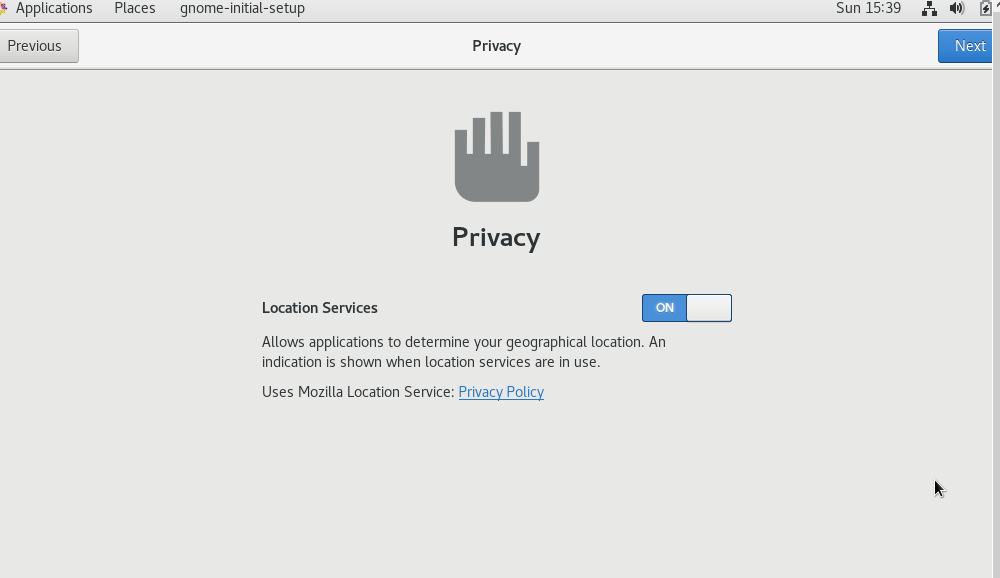 Applications Places gnome-initial-setup Sun 15:39
Previous Privacy Next
Privacy
Location Services ON
Allows applications to determine your geographical location. An
indication is shown when location services are in use.
Uses Mozilla Location Service: Privacy Policy